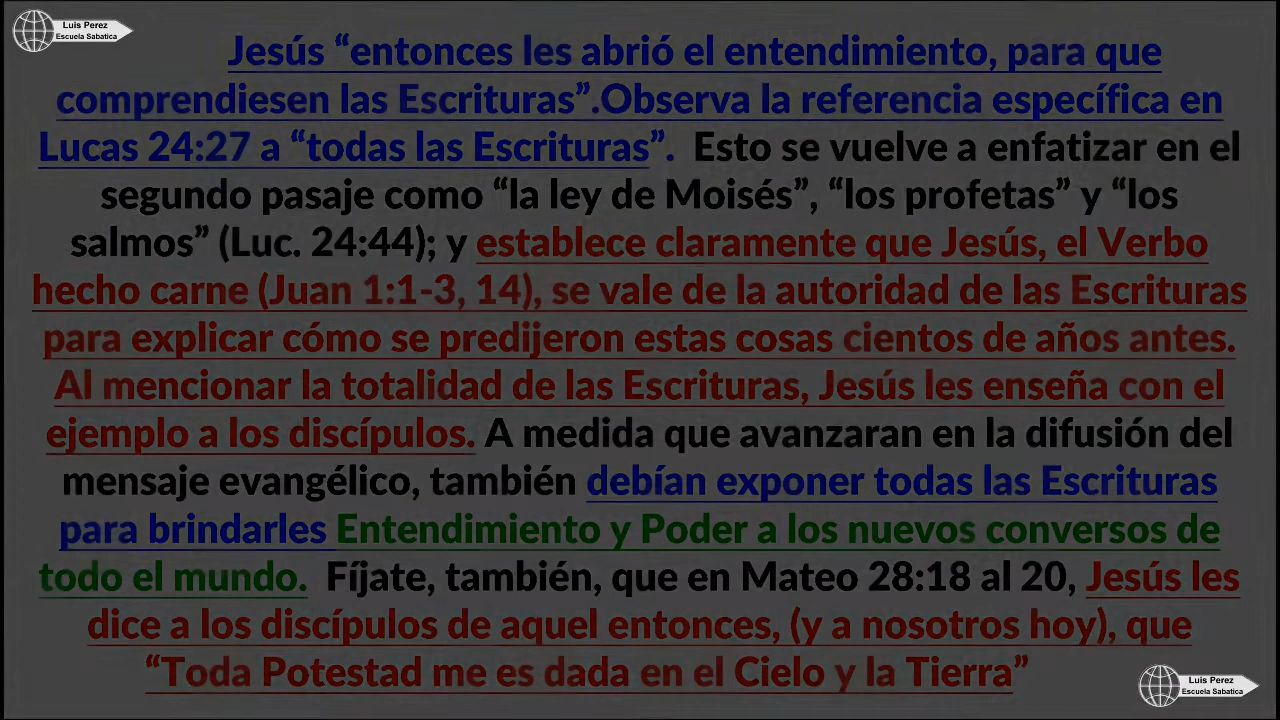 Luis Perez
Escuela Sabatica
Jesús “entonces les abrió el entendimiento, para que
comprendiesen las Escrituras”.Observa la referencia específica en
Lucas 24:27 a “todas las Escrituras”. Esto se vuelve a enfatizar en el
segundo pasaje como “la ley de Moisés”, “los profetas” y “los
salmos” (Luc. 24:44); y establece claramente que Jesús, el Verbo
hecho carne (Juan 1:1-3, 14), se vale de la autoridad de las Escrituras
para explicar cómo se predijeron estas cosas cientos de años antes.
Al mencionar la totalidad de las Escrituras, Jesús les enseña con el
ejemplo a los discípulos. A medida que avanzaran en la difusión del
mensaje evangélico, también debían exponer todas las Escrituras
para brindarles Entendimiento y Poder a los nuevos conversos de
todo el mundo. Fíjate, también, que en Mateo 28:18 al 20, Jesús les
dice a los discípulos de aquel entonces, (y a nosotros hoy), que
“Toda Potestad me es dada en el Cielo y la Tierra”
Luis Perez
Escuela Sabatica